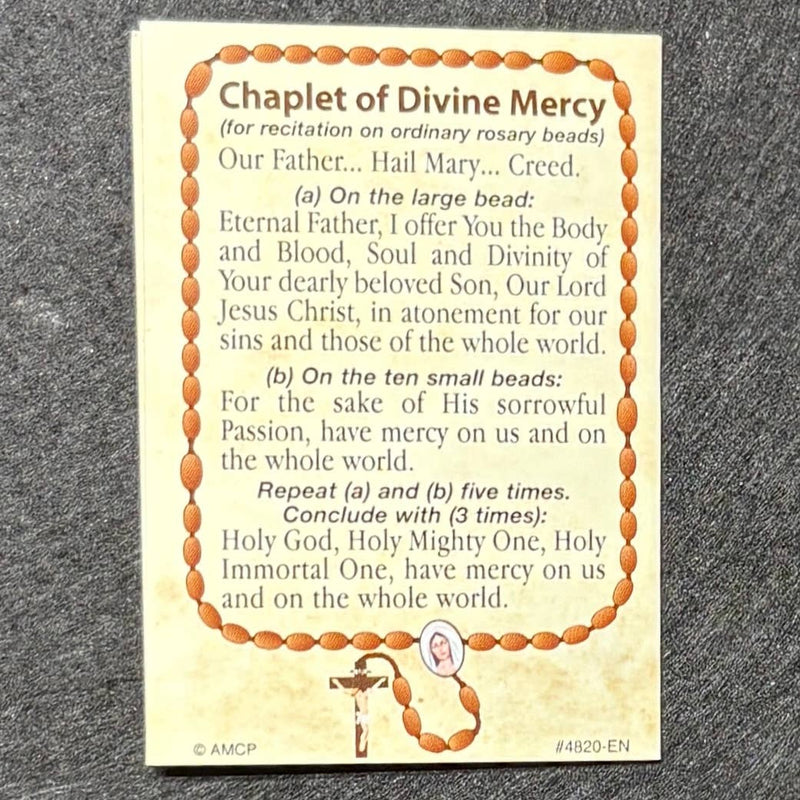 Chaplet of Divine Mercy
(for recitation on ordinary rosary beads)
Our Father... Hail Mary... Creed.
(a) On the large bead:
Eternal Father, I offer You the Body
and Blood, Soul and Divinity of
Your dearly beloved Son, Our Lord
Jesus Christ, in atonement for our
sins and those of the whole world.
(b) On the ten small beads:
For the sake of His sorrowful
Passion, have mercy on us and on
the whole world.
Repeat (a) and (b) five times.
Conclude with (3 times):
Holy God, Holy Mighty One, Holy
Immortal One, have mercy on us
and on the whole world.
© AMCP
#4820-EN